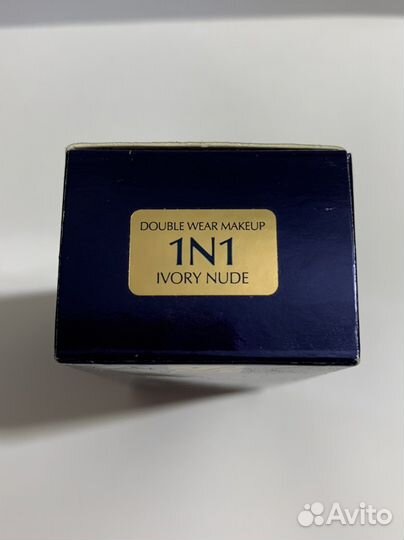 DOUBLE WEAR MAKEUP
1N1
IVORY NUDE
Avito